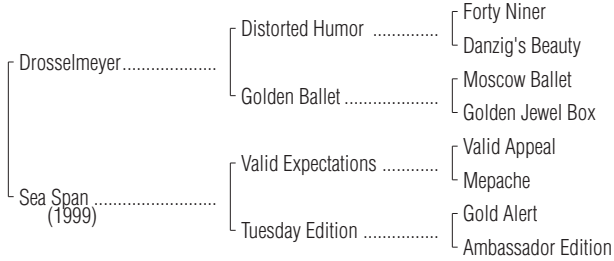 Forty Niner
Distorted Humor ..............
Danzig's Beauty
Drosselmeyer.....................
Moscow Ballet
Golden Ballet .....................
Golden Jewel Box
Valid Appeal
Valid Expectations ............
Mepache
Sea Span ...........................
(1999)
Gold Alert
Tuesday Edition ................
Ambassador Edition